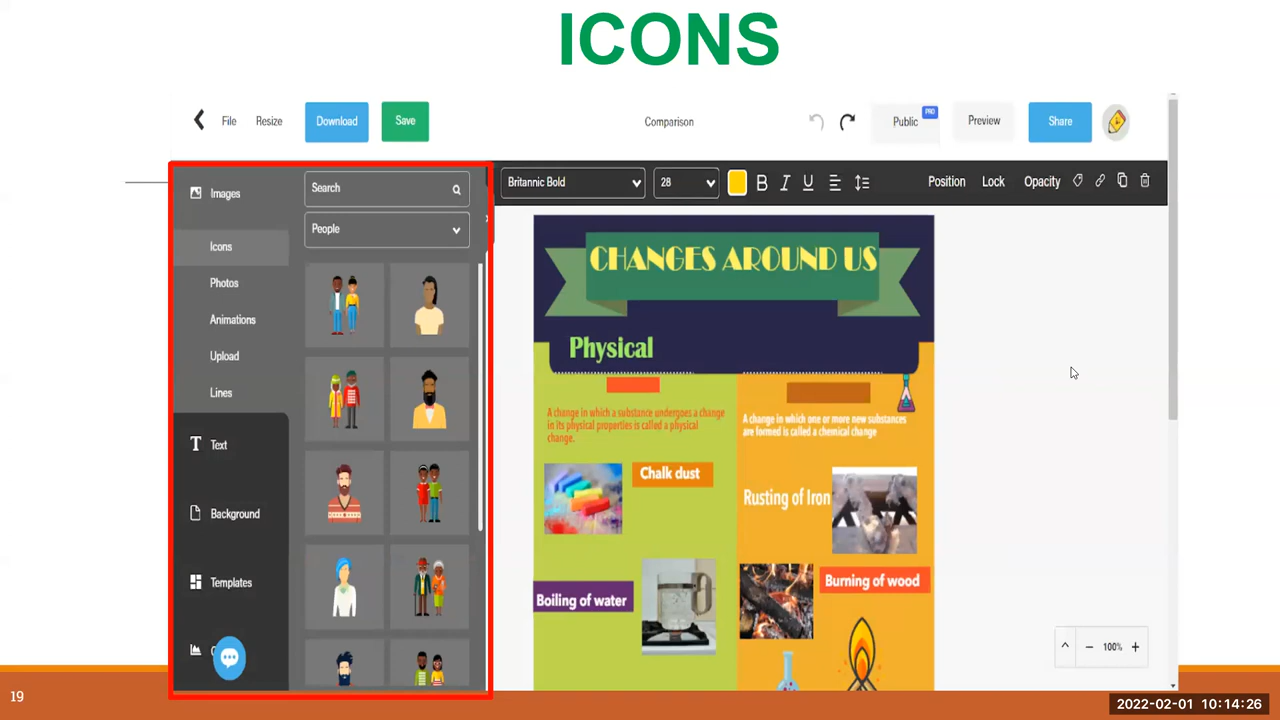 ICONS
File
Resize
Download
Save
Comparison
Public
PRO
Preview
Share
Images
Search
People
Icons
Photos
Animations
Upload
Lines
Text
Background
Templates
Britannic Bold
28
B I U
Position
Lock
Opacity
CHANGES AROUND US
Physical
A change in which a substance undergoes a change
in its physical properties is called a physical
change.
A change in which one or more new substances
are formed is called a chemical change
Chalk dust
Rusting of Iron
Boiling of water
Burning of wood
100%
19
2022-02-01 10:14:26